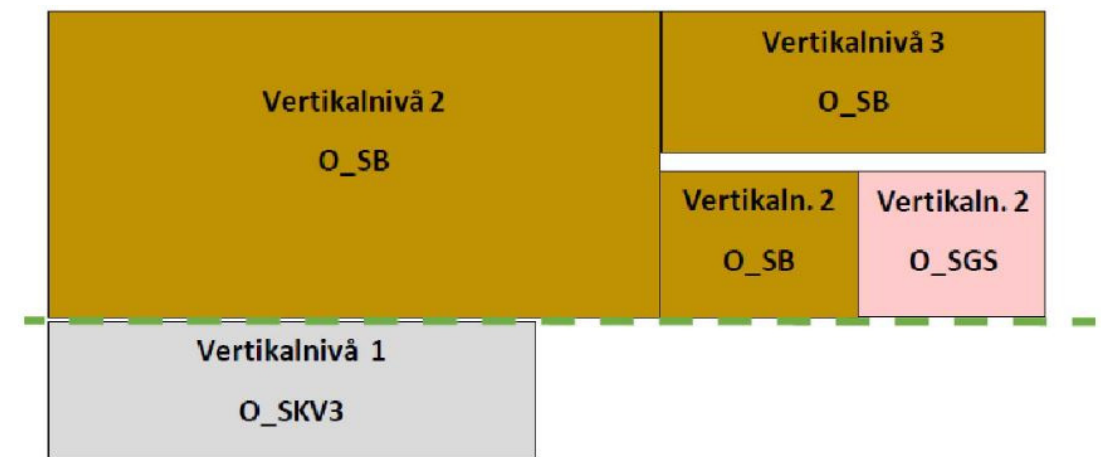 Vertikalnivå 2
O_SB
Vertikalnivå 3
O_SB
Vertikaln. 2
O_SB
Vertikaln. 2
O_SGS
Vertikalnivå 1
O_SKV3